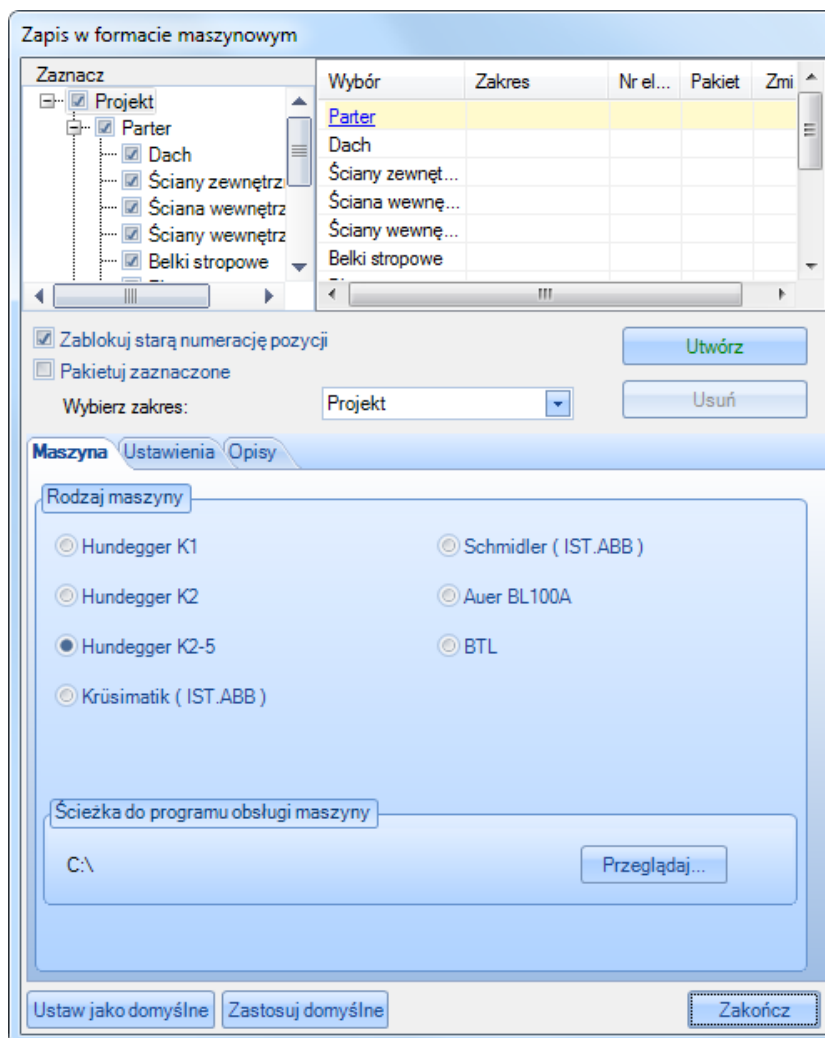 Zapis w formacie maszynowym
Zaznacz
Projekt
Parter
Dach
Ściany zewnętrzn
Ściana wewnętrz
Ściany wewnętrz
Belki stropowe
Wybór Zakres Nr el... Pakiet Zmi
Parter
Dach
Ściany zewnęt...
Ściana wewnę...
Ściany wewnę...
Belki stropowe
Zablokuj starą numerację pozycji
Pakietuj zaznaczone
Wybierz zakres: Projekt
Utwórz
Usuń
Maszyna Ustawienia Opisy
Rodzaj maszyny
Hundegger K1
Hundegger K2
Hundegger K2-5
Krüsimatik ( IST.ABB )
Schmidler ( IST.ABB )
Auer BL100A
BTL
Ścieżka do programu obsługi maszyny
C:\
Przeglądaj...
Ustaw jako domyślne Zastosuj domyślne Zakończ